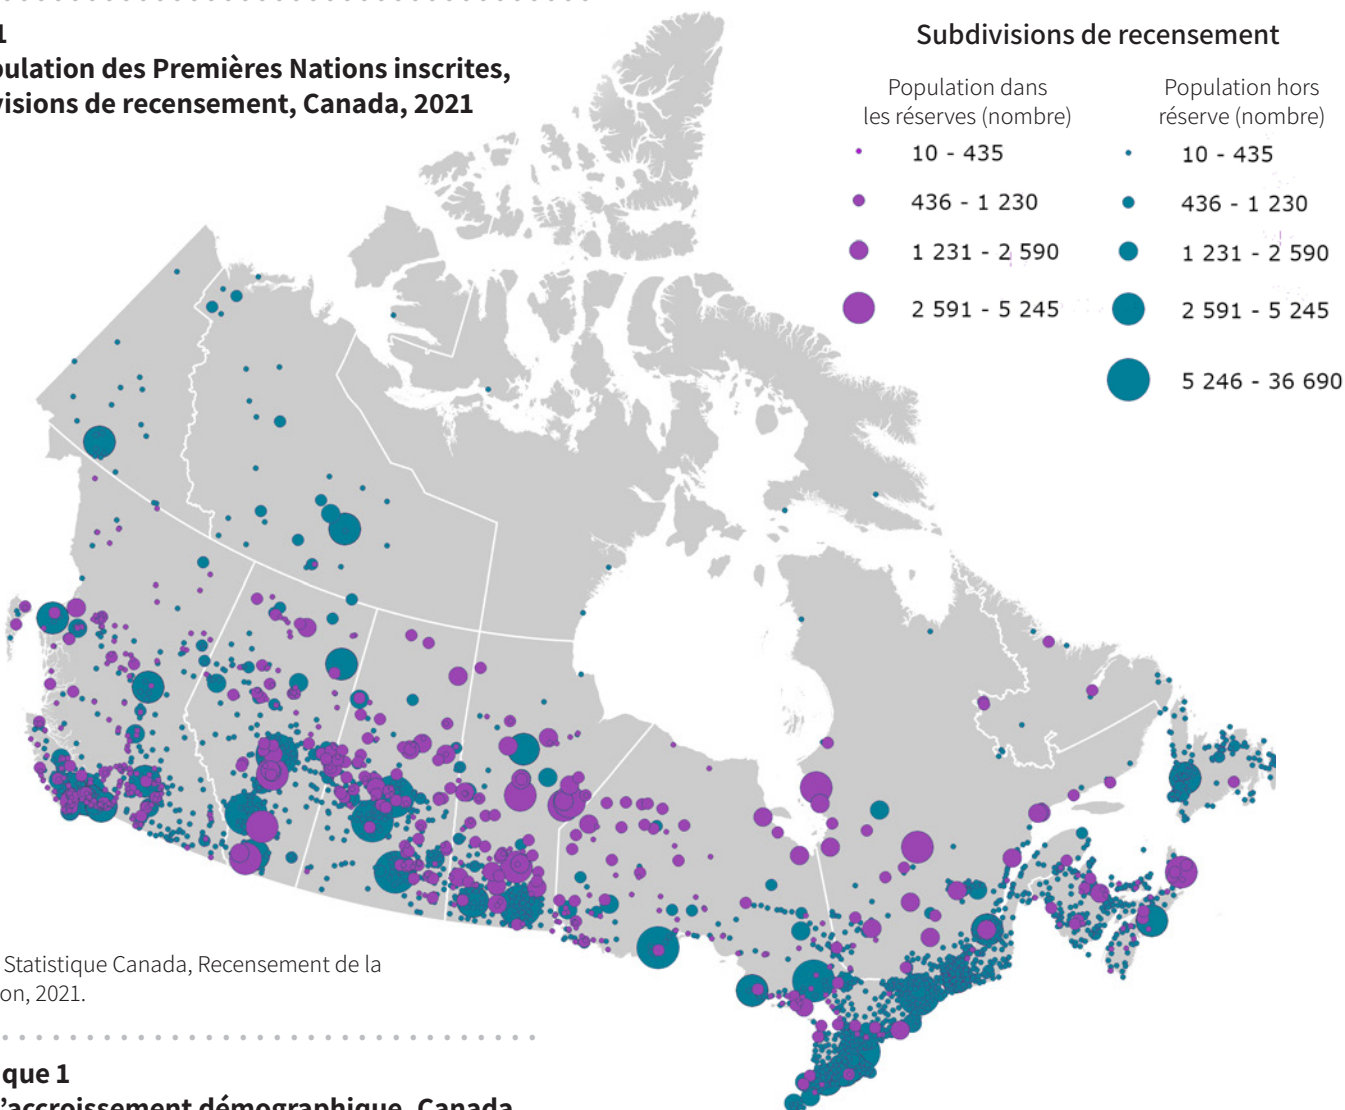 1
pulation des Premières Nations inscrites,
visions de recensement, Canada, 2021
Subdivisions de recensement
Population dans
les réserves (nombre)
10 - 435
436 - 1 230
1 231 - 2 590
2 591 - 5 245
Population hors
réserve (nombre)
10 - 435
436 - 1 230
1 231 - 2 590
2 591 - 5 245
5 246 - 36 690
Statistique Canada, Recensement de la
on, 2021.
que 1
'accroissement démographique, Canada